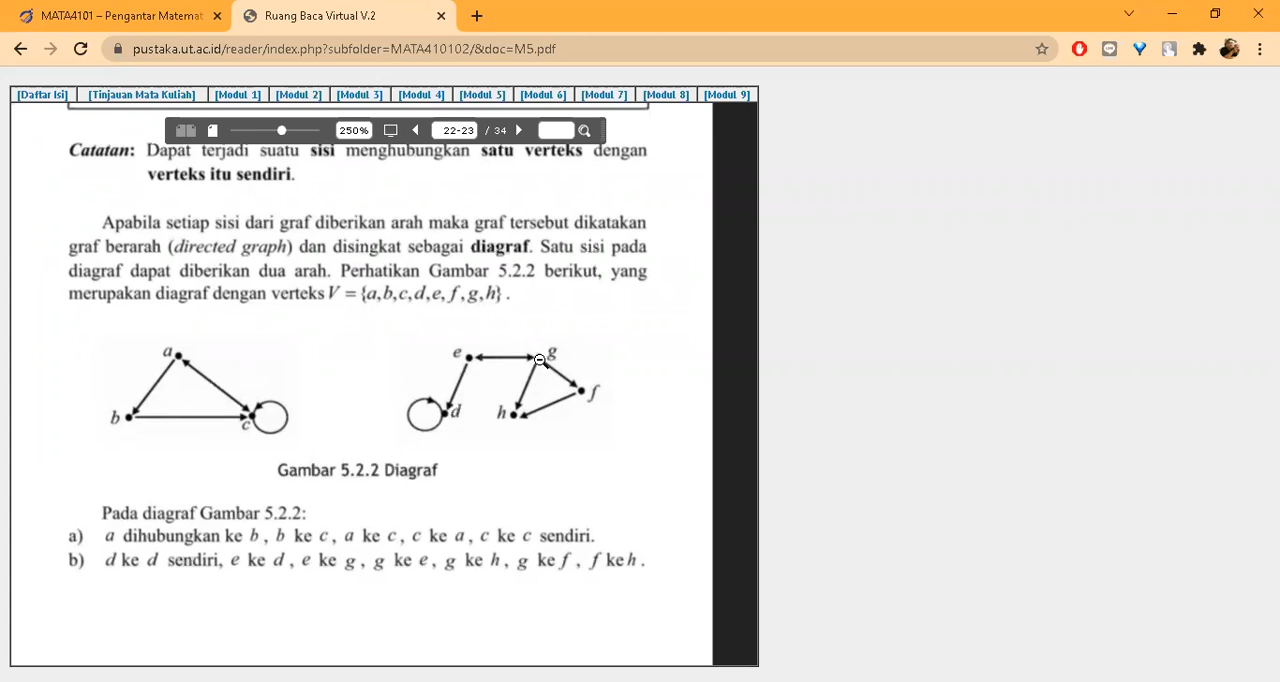 MATA4101 – Pengantar Matemat
Ruang Baca Virtual V.2
pustaka.ut.ac.id/reader/index.php?subfolder=MATA410102/&doc=M5.pdf
[Daftar Isi] [Tinjauan Mata Kuliah] [Modul 1] [Modul 2] [Modul 3] [Modul 4] [Modul 5] [Modul 6] [Modul 7] [Modul 8] [Modul 9]
250% 22-23 / 34
Catatan: Dapat terjadi suatu sisi menghubungkan satu verteks dengan
verteks itu sendiri.
Apabila setiap sisi dari graf diberikan arah maka graf tersebut dikatakan
graf berarah (directed graph) dan disingkat sebagai diagraf. Satu sisi pada
diagraf dapat diberikan dua arah. Perhatikan Gambar 5.2.2 berikut, yang
merupakan diagraf dengan verteks V = {a,b,c,d,e, f,g,h} .
a
b
c
e
g
f
d
h
Gambar 5.2.2 Diagraf
Pada diagraf Gambar 5.2.2:
a) a dihubungkan ke b , b ke c , a ke c , c ke a , c ke c sendiri.
b) d ke d sendiri, e ke d , e ke g , g ke e , g ke h , g ke f , f ke h .